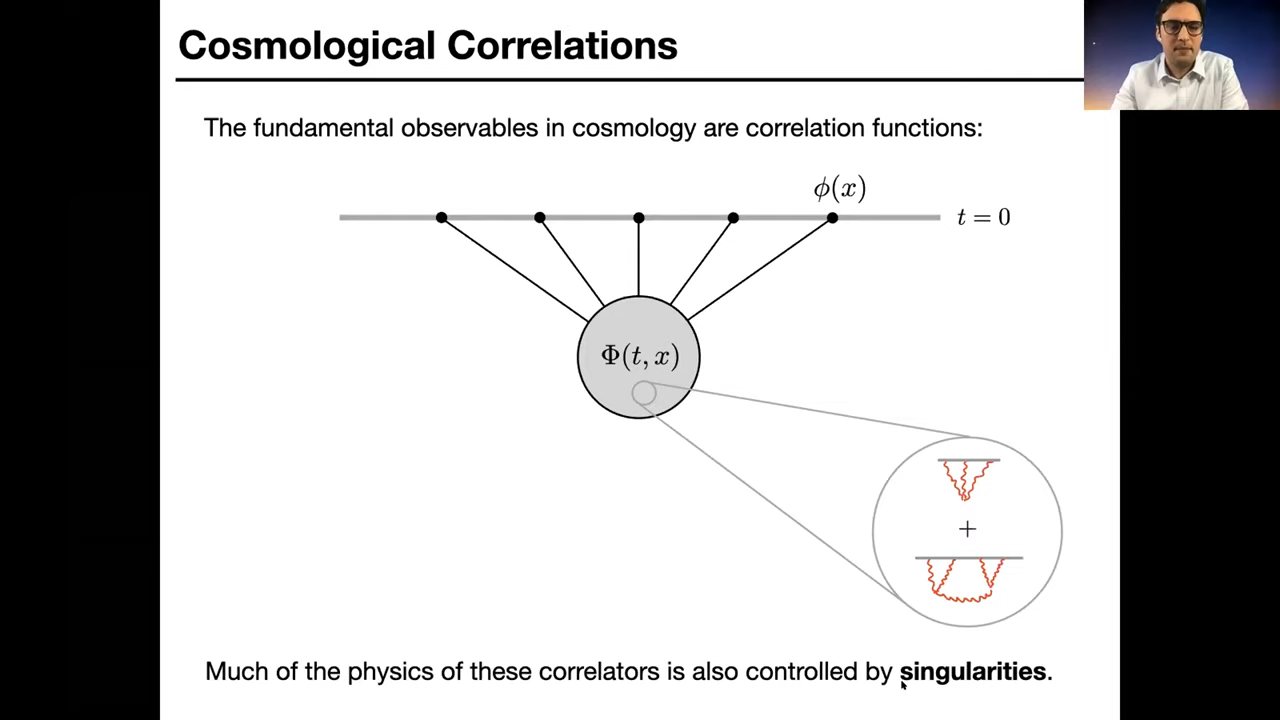 Cosmological Correlations
The fundamental observables in cosmology are correlation functions:
ϕ(x)
t = 0
Φ(t, x)
+
Much of the physics of these correlators is also controlled by singularities.